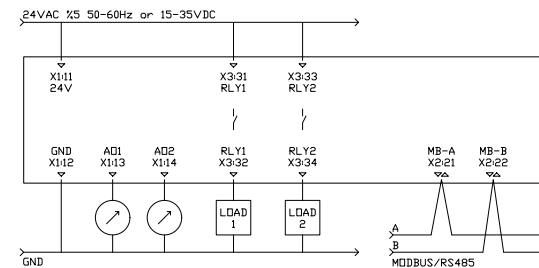 24VAC %5 50-60Hz or 15-35VDC
X1:11 X3:31 X3:33
24V RLY1 RLY2
GND AO1 AO2 RLY1 RLY2 MB-A MB-B
X1:12 X1:13 X1:14 X3:32 X3:34 X2:21 X2:22
LOAD LOAD
1 2
A
B
GND MODBUS/RS485